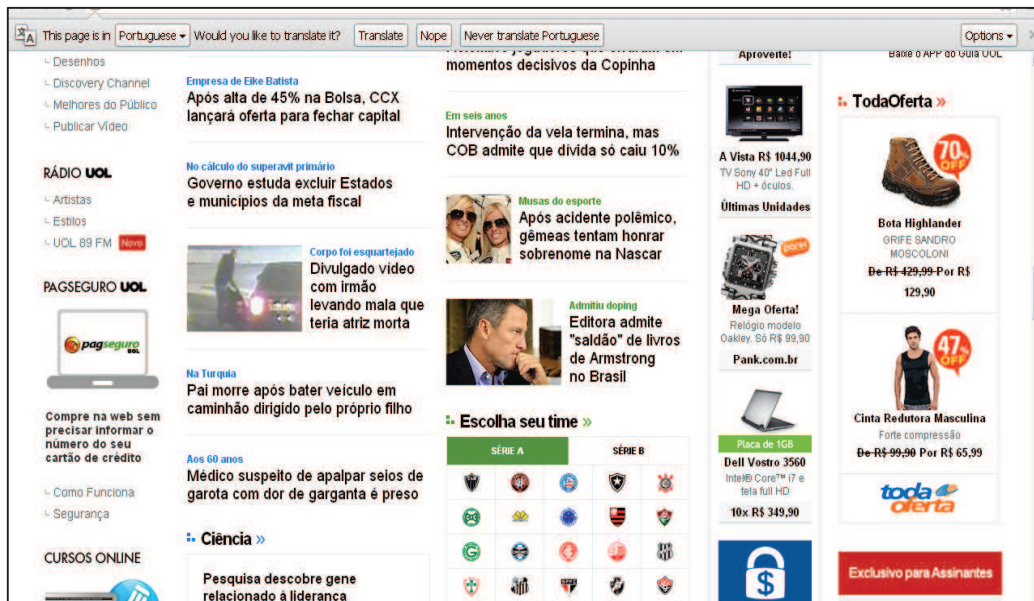 This page is in Portuguese Would you like to translate it? Translate Nope Never translate Portuguese Options
Desenhos
Discovery Channel
Melhores do Público
Publicar Vídeo
RÁDIO UOL
Artistas
Estilos
UOL 89 FM Novo
PAGSEGURO UOL
pagseguro
UOL
Compre na web sem
precisar informar o
número do seu
cartão de crédito
Como Funciona
Segurança
CURSOS ONLINE
Empresa de Eike Batista
Após alta de 45% na Bolsa, CCX
lançará oferta para fechar capital
No cálculo do superavit primário
Governo estuda excluir Estados
e municípios da meta fiscal
Corpo foi esquartejado
Divulgado vídeo
com irmão
levando mala que
teria atriz morta
Na Turquia
Pai morre após bater veículo em
caminhão dirigido pelo próprio filho
Aos 60 anos
Médico suspeito de apalpar seios de
garota com dor de garganta é preso
Ciência »
Pesquisa descobre gene
relacionado à liderança
momentos decisivos da Copinha
Em seis anos
Intervenção da vela termina, mas
COB admite que dívida só caiu 10%
Musas do esporte
Após acidente polêmico,
gêmeas tentam honrar
sobrenome na Nascar
Admitiu doping
Editora admite
"saldão" de livros
de Armstrong
no Brasil
Escolha seu time »
SÉRIE A SÉRIE B
Aproveite!
A Vista R$ 1044,90
TV Sony 40" Led Full
HD + óculos.
Últimas Unidades
pank
Mega Oferta!
Relógio modelo
Oakley. Só R$ 99,90
Pank.com.br
Placa de 1GB
Dell Vostro 3560
Intel® Core™ i7 e
tela full HD
10x R$ 349,90
$
Baixe o APP do Guia UOL
TodaOferta »
70%
OFF
Bota Highlander
GRIFE SANDRO
MOSCOLONI
De R$ 429,99 Por R$
129,90
47%
OFF
Cinta Redutora Masculina
Forte compressão
De R$ 99,90 Por R$ 65,99
toda
oferta
Exclusivo para Assinantes